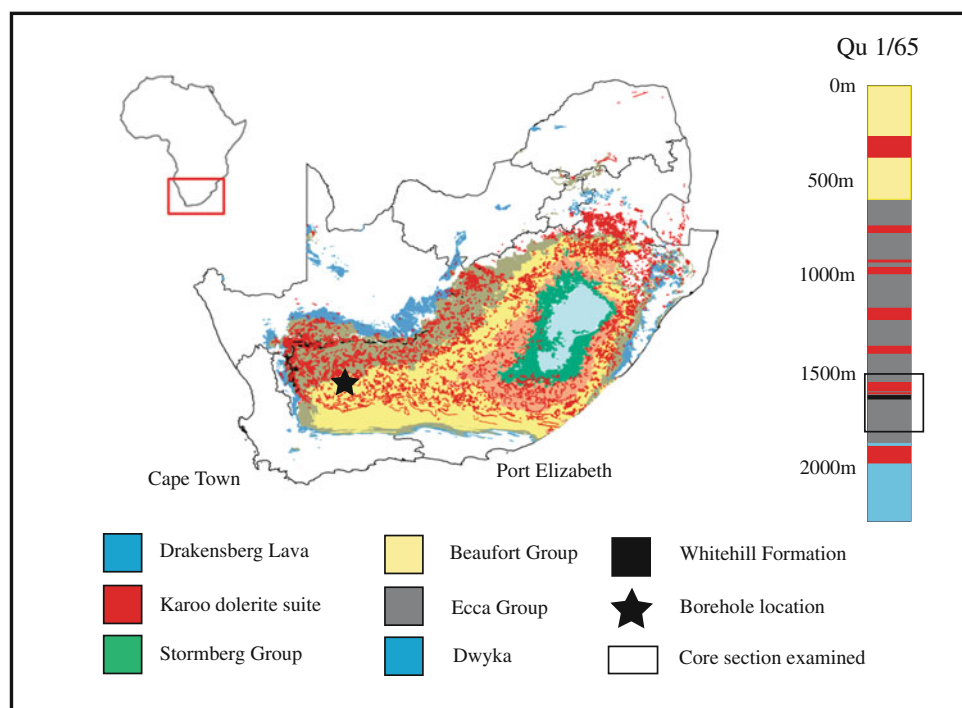 Qu 1/65
0m
500m
1000m
1500m
2000m
Cape Town
Port Elizabeth
Drakensberg Lava
Beaufort Group
Whitehill Formation
Karoo dolerite suite
Ecca Group
Borehole location
Stormberg Group
Dwyka
Core section examined